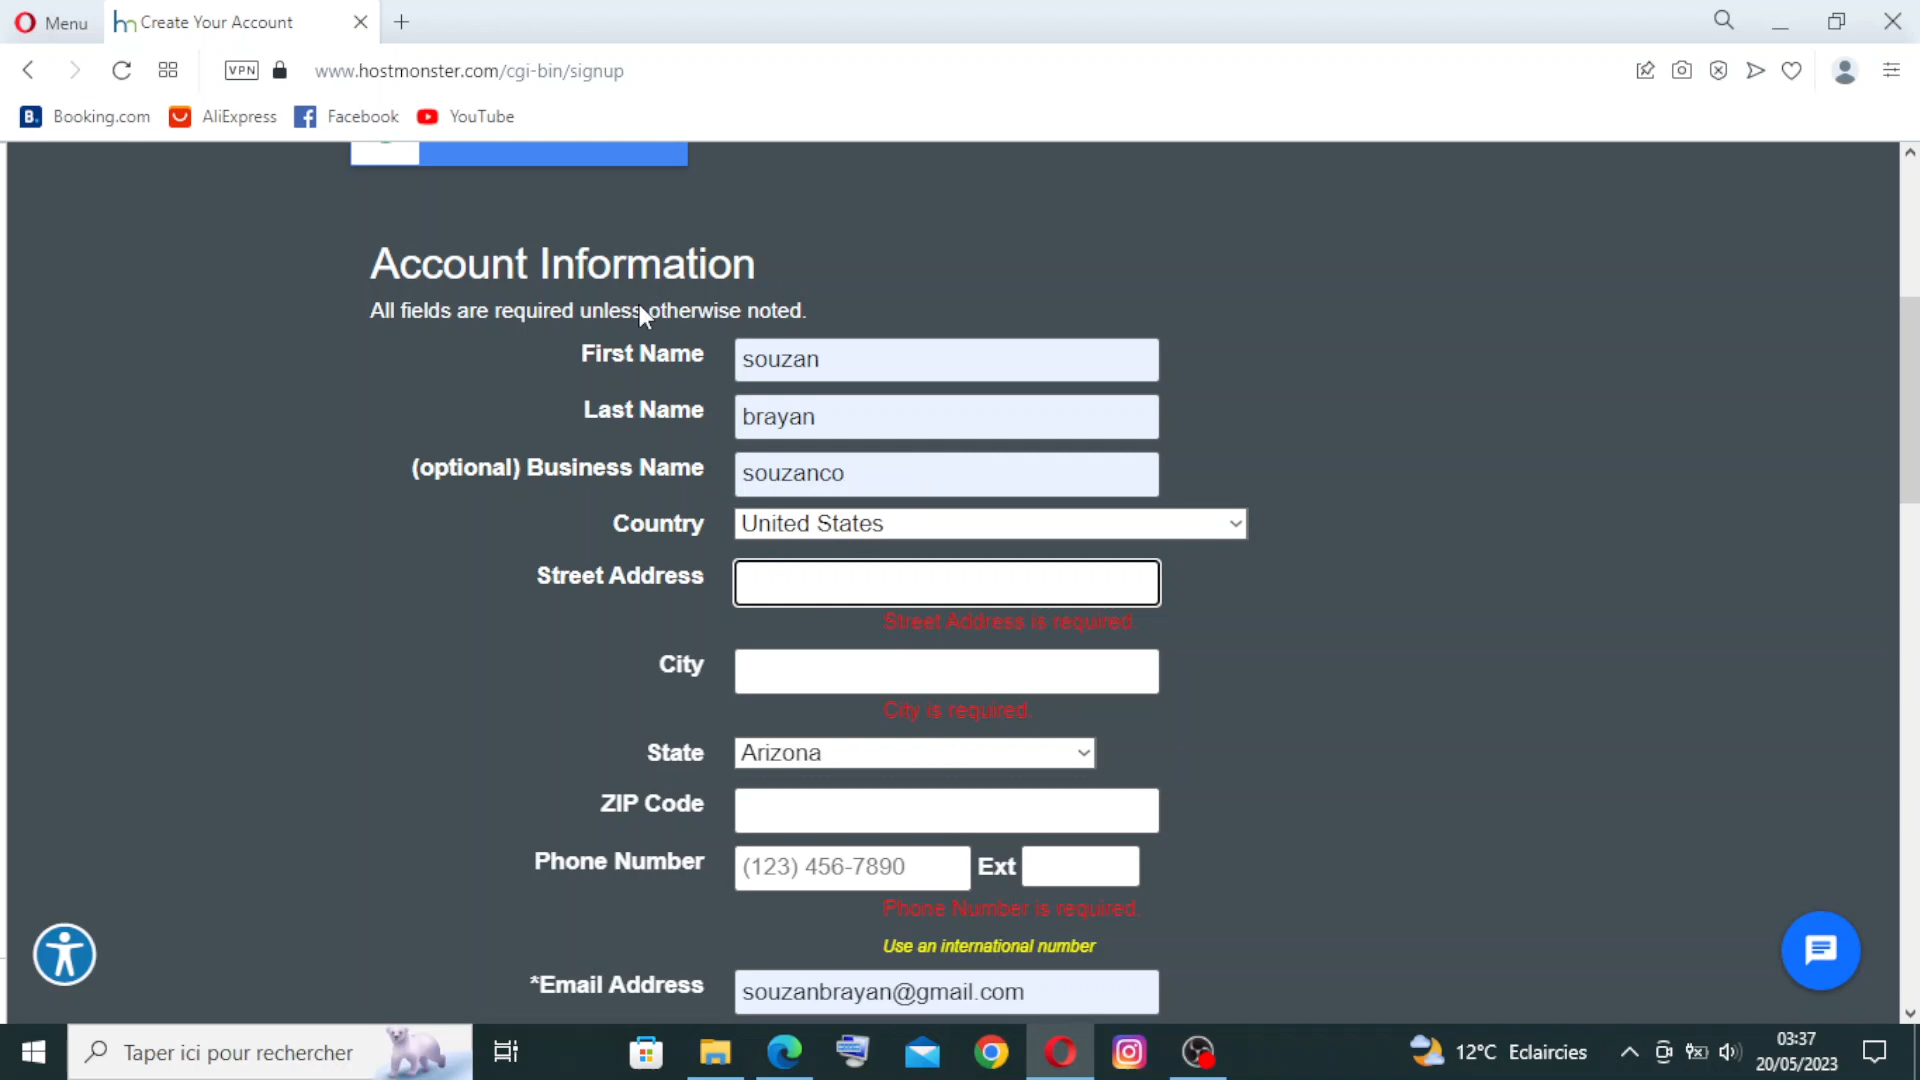 Menu
Create Your Account
VPN
www.hostmonster.com/cgi-bin/signup
B. Booking.com AliExpress Facebook YouTube
Account Information
All fields are required unless otherwise noted.
First Name souzan
Last Name brayan
(optional) Business Name souzanco
Country United States
Street Address
Street Address is required.
City
City is required.
State Arizona
ZIP Code
Phone Number (123) 456-7890 Ext
Phone Number is required.
Use an international number
*Email Address souzanbrayan@gmail.com
Taper ici pour rechercher
12°C Eclaircies
03:37
20/05/2023